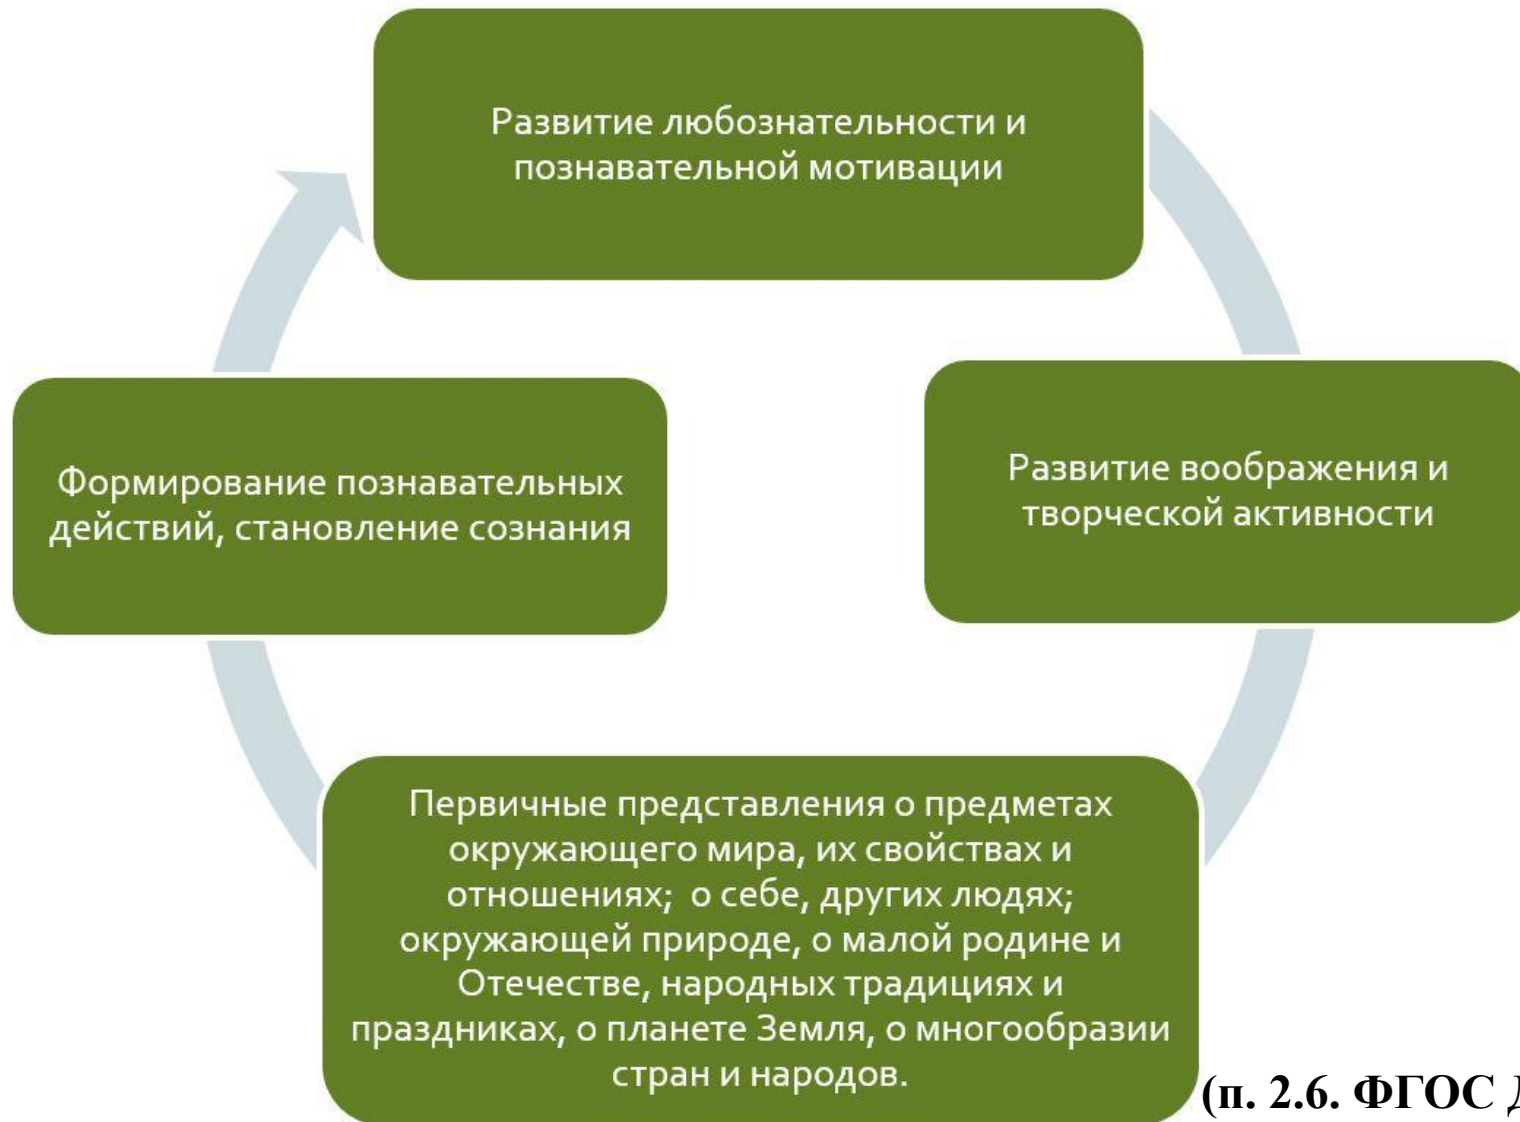 Развитие любознательности и
познавательной мотивации
Формирование познавательных
действий, становление сознания
Развитие воображения и
творческой активности
Первичные представления о предметах
окружающего мира, их свойствах и
отношениях; о себе, других людях;
окружающей природе, о малой родине и
Отечестве, народных традициях и
праздниках, о планете Земля, о многообразии
стран и народов.
(п. 2.6. ФГОС Д